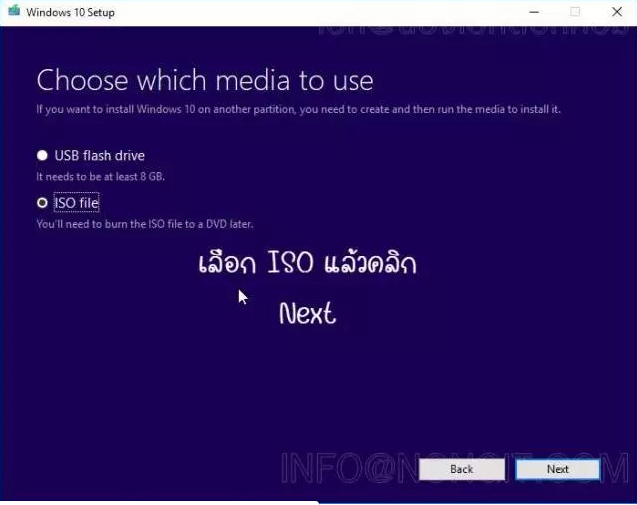 Windows 10 Setup
Choose which media to use
If you want to install Windows 10 on another partition, you need to create and then run the media to install it.
USB flash drive
It needs to be at least 8 GB.
ISO file
You'll need to burn the ISO file to a DVD later.
เลือก ISO แล้วคลิก
Next
Back
Next